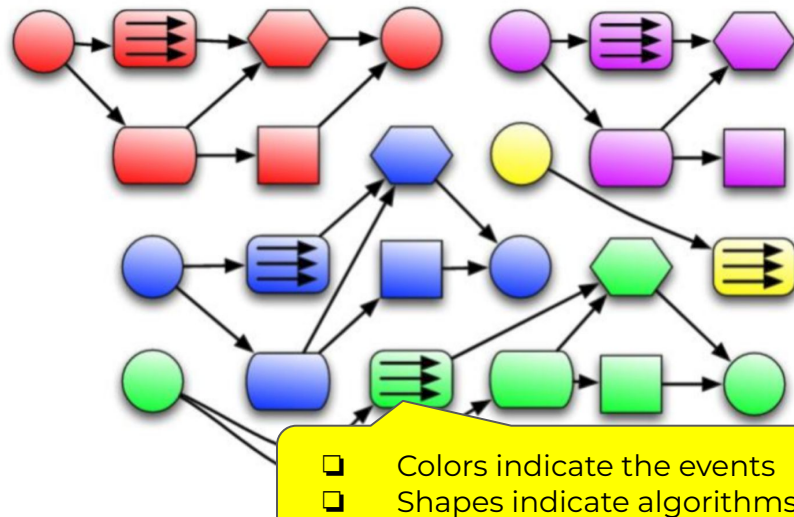 ❏ Colors indicate the events
❏ Shapes indicate algorithms